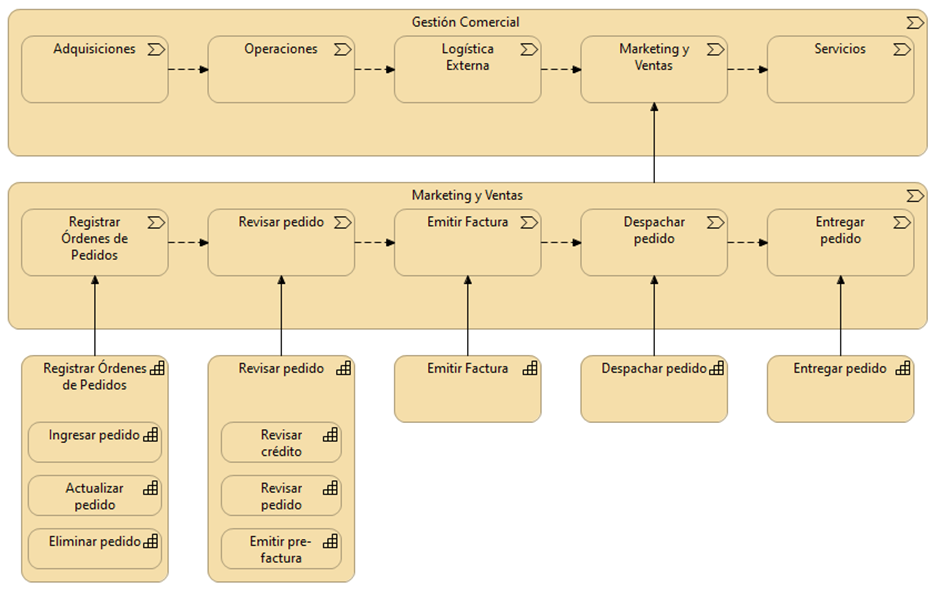 Gestión Comercial
Adquisiciones
Operaciones
Logística
Externa
Marketing y
Ventas
Servicios
Marketing y Ventas
Registrar
Órdenes de
Pedidos
Revisar pedido
Emitir Factura
Despachar
pedido
Entregar
pedido
Registrar Órdenes
de Pedidos
Ingresar pedido
Actualizar
pedido
Eliminar pedido
Revisar pedido
Revisar
crédito
Revisar
pedido
Emitir pre-
factura
Emitir Factura
Despachar pedido
Entregar pedido